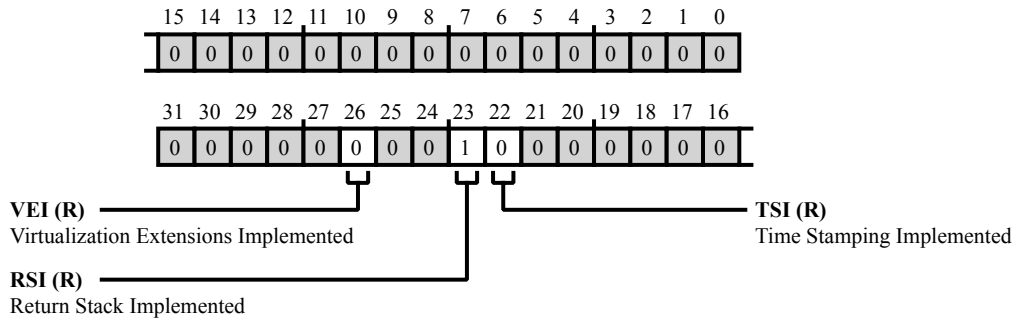 15 14 13 12 11 10 9 8 7 6 5 4 3 2 1 0
0 0 0 0 0 0 0 0 0 0 0 0 0 0 0 0
31 30 29 28 27 26 25 24 23 22 21 20 19 18 17 16
0 0 0 0 0 0 0 0 1 0 0 0 0 0 0 0
VEI (R)
Virtualization Extensions Implemented
TSI (R)
Time Stamping Implemented
RSI (R)
Return Stack Implemented